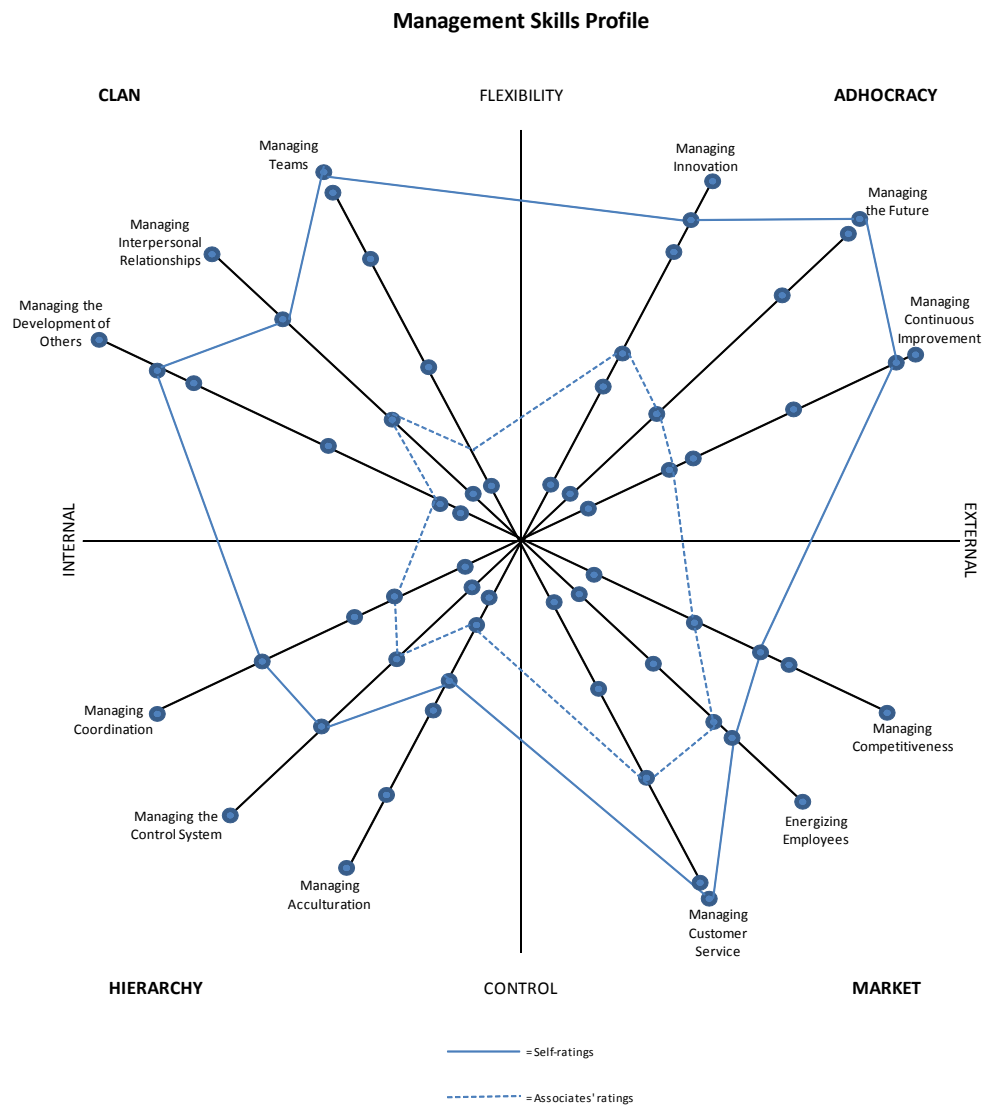 Management Skills Profile
CLAN
FLEXIBILITY
ADHOCRACY
Managing
Teams
Managing
Innovation
Managing
the Future
Managing
Interpersonal
Relationships
Managing the
Development of
Others
Managing
Continuous
Improvement
INTERNAL
EXTERNAL
Managing
Coordination
Managing
Competitiveness
Managing the
Control System
Energizing
Employees
Managing
Acculturation
Managing
Customer
Service
HIERARCHY
CONTROL
MARKET
= Self-ratings
= Associates' ratings